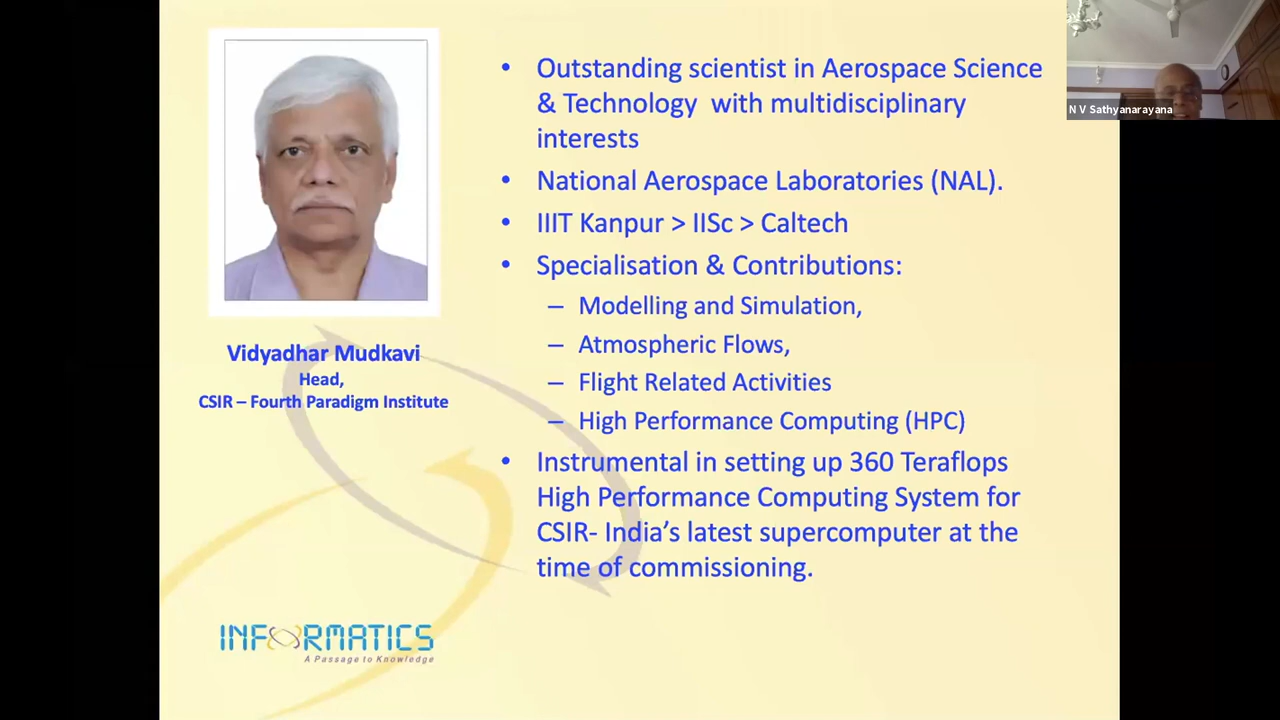 Outstanding scientist in Aerospace Science
& Technology with multidisciplinary
interests
National Aerospace Laboratories (NAL).
IIIT Kanpur > IISc > Caltech
Specialisation & Contributions:
– Modelling and Simulation,
– Atmospheric Flows,
– Flight Related Activities
– High Performance Computing (HPC)
Instrumental in setting up 360 Teraflops
High Performance Computing System for
CSIR- India’s latest supercomputer at the
time of commissioning.
Vidyadhar Mudkavi
Head,
CSIR – Fourth Paradigm Institute
INFORMATICS
A Passage to Knowledge
N V Sathyanarayana